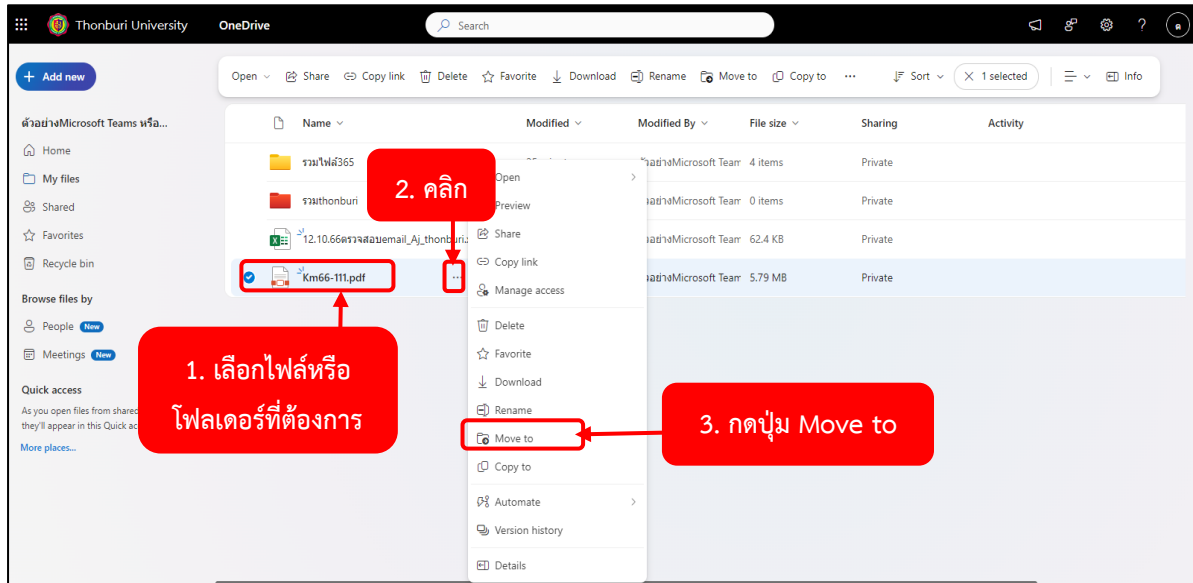 Thonburi University
OneDrive
Search
ด
Add new
Open
Share
Copy link
Delete
Favorite
Download
Rename
Move to
Copy to
Sort
1 selected
Info
ตัวอย่างMicrosoft Teams หรือ...
Home
My files
Shared
Favorites
Recycle bin
Browse files by
People New
Meetings New
Quick access
As you open files from shared
they'll appear in this Quick ac
More places...
Name
Modified
Modified By
File size
Sharing
Activity
รวมไฟล์365
4 items
Private
รวมthonburi
0 items
Private
12.10.66ตรวจสอบemail_Aj_thonburi.
62.4 KB
Private
Km66-111.pdf
5.79 MB
Private
Open
Preview
Share
Copy link
Manage access
Delete
Favorite
Download
Rename
Move to
Copy to
Automate
Version history
Details
1. เลือกไฟล์หรือ
โฟลเดอร์ที่ต้องการ
2. คลิก
3. กดปุ่ม Move to